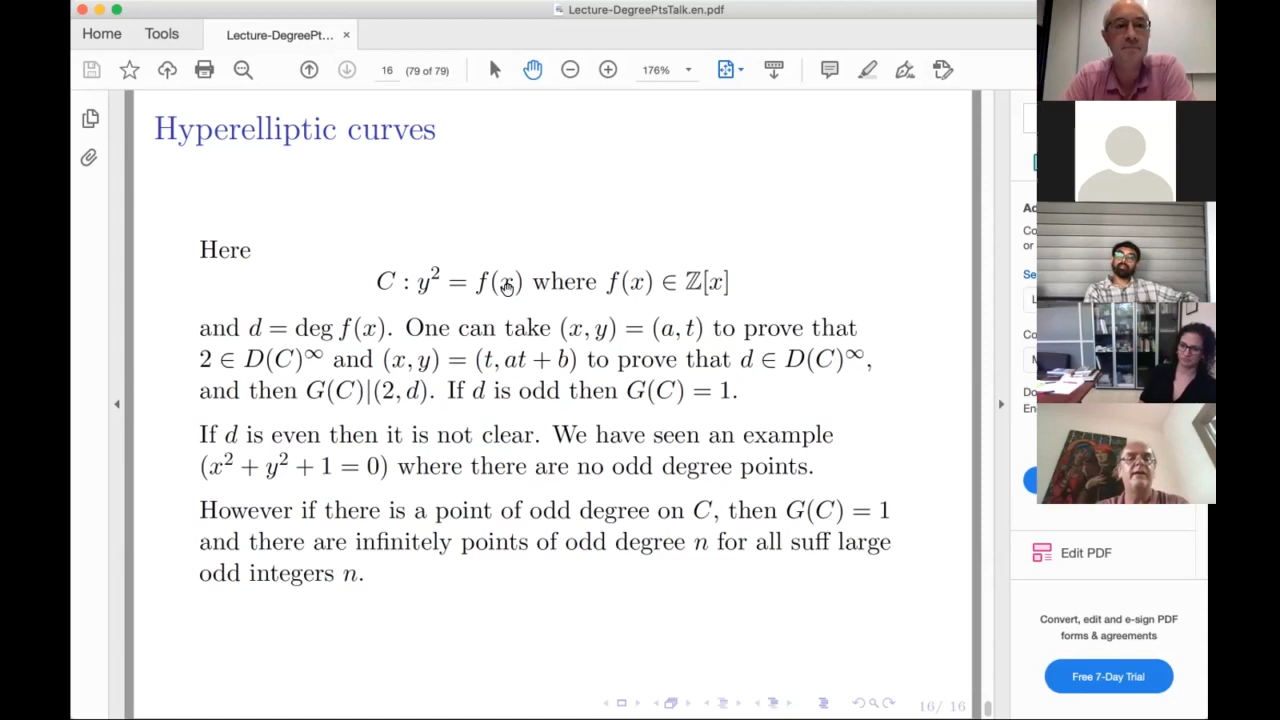 Lecture-DegreePtsTalk.en.pdf
Home Tools Lecture-DegreePt... ×
16 (79 of 79) 176%
Hyperelliptic curves
Here
C : y² = f(x) where f(x) ∈ ℤ[x]
and d = deg f(x). One can take (x, y) = (a, t) to prove that
2 ∈ D(C)^∞ and (x, y) = (t, at + b) to prove that d ∈ D(C)^∞,
and then G(C)|(2, d). If d is odd then G(C) = 1.
If d is even then it is not clear. We have seen an example
(x² + y² + 1 = 0) where there are no odd degree points.
However if there is a point of odd degree on C, then G(C) = 1
and there are infinitely points of odd degree n for all suff large
odd integers n.
16/ 16
Edit PDF
Convert, edit and e-sign PDF
forms & agreements
Free 7-Day Trial